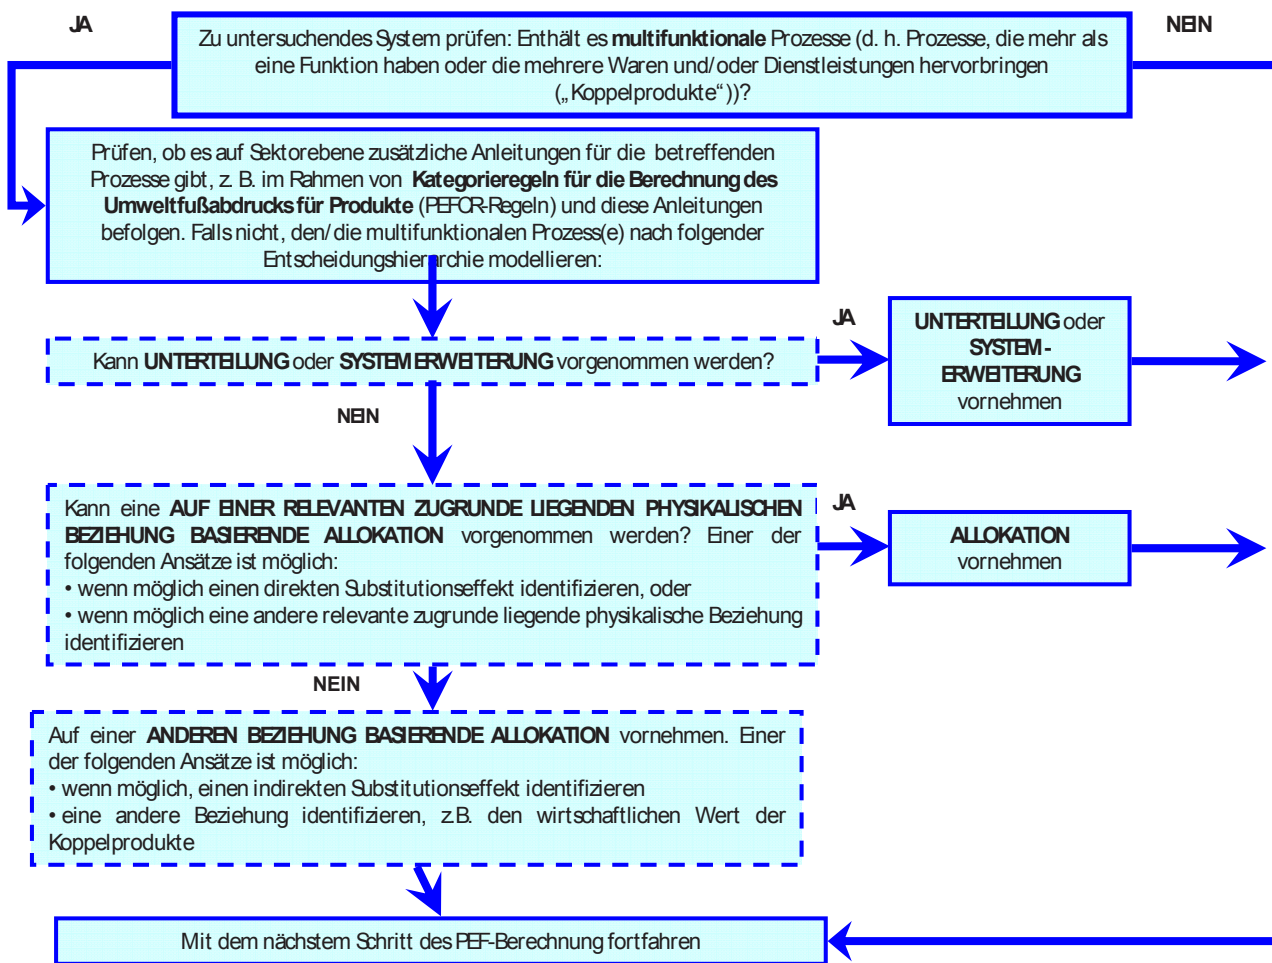 JA
NEIN
Zu untersuchendes System prüfen: Enthält es multifunktionale Prozesse (d. h. Prozesse, die mehr als
eine Funktion haben oder die mehrere Waren und/oder Dienstleistungen hervorbringen
(„Koppelprodukte“))?
Prüfen, ob es auf Sektorebene zusätzliche Anleitungen für die betreffenden
Prozesse gibt, z. B. im Rahmen von Kategorieregeln für die Berechnung des
Umweltfußabdrucks für Produkte (PEFCR-Regeln) und diese Anleitungen
befolgen. Falls nicht, den/die multifunktionalen Prozess(e) nach folgender
Entscheidungshierarchie modellieren:
Kann UNTERTEILUNG oder SYSTEMERWEITERUNG vorgenommen werden?
JA
UNTERTEILUNG oder
SYSTEM-
ERWEITERUNG
vornehmen
NEIN
Kann eine AUF EINER RELEVANTEN ZUGRUNDE LIEGENDEN PHYSIKALISCHEN
BEZIEHUNG BASIERENDE ALLOKATION vorgenommen werden? Einer der
folgenden Ansätze ist möglich:
• wenn möglich einen direkten Substitutionseffekt identifizieren, oder
• wenn möglich eine andere relevante zugrunde liegende physikalische Beziehung
identifizieren
JA
ALLOKATION
vornehmen
NEIN
Auf einer ANDEREN BEZIEHUNG BASIERENDE ALLOKATION vornehmen. Einer
der folgenden Ansätze ist möglich:
• wenn möglich, einen indirekten Substitutionseffekt identifizieren
• eine andere Beziehung identifizieren, z.B. den wirtschaftlichen Wert der
Koppelprodukte
Mit dem nächstem Schritt des PEF-Berechnung fortfahren